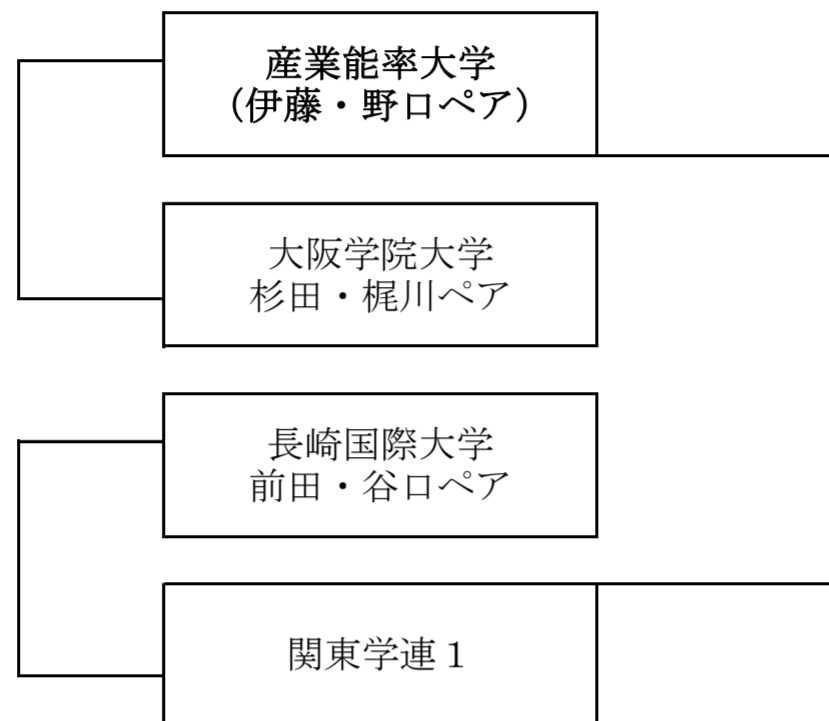 産業能率大学
(伊藤・野口ペア)
大阪学院大学
杉田・梶川ペア
長崎国際大学
前田・谷口ペア
関東学連１